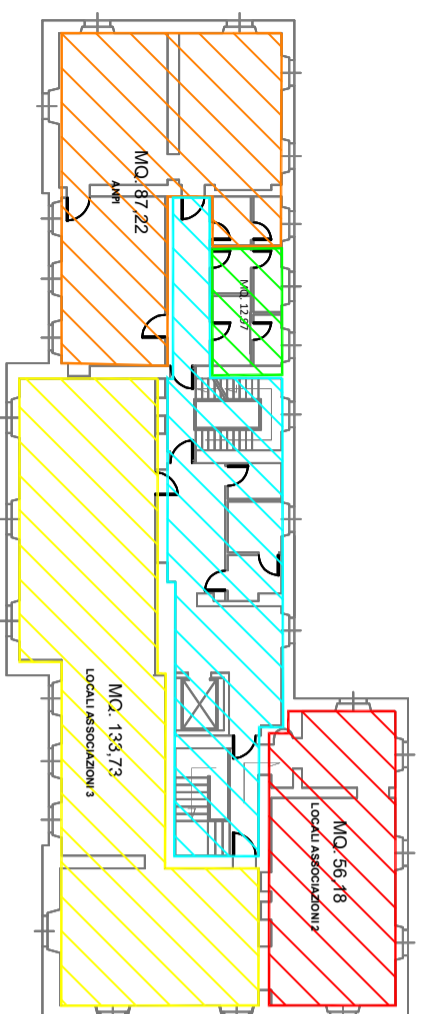 MQ. 87,22
ANPI
MQ. 12,97
MQ. 133,73
LOCALI ASSOCIAZIONI 3
MQ. 56,18
LOCALI ASSOCIAZIONI 2